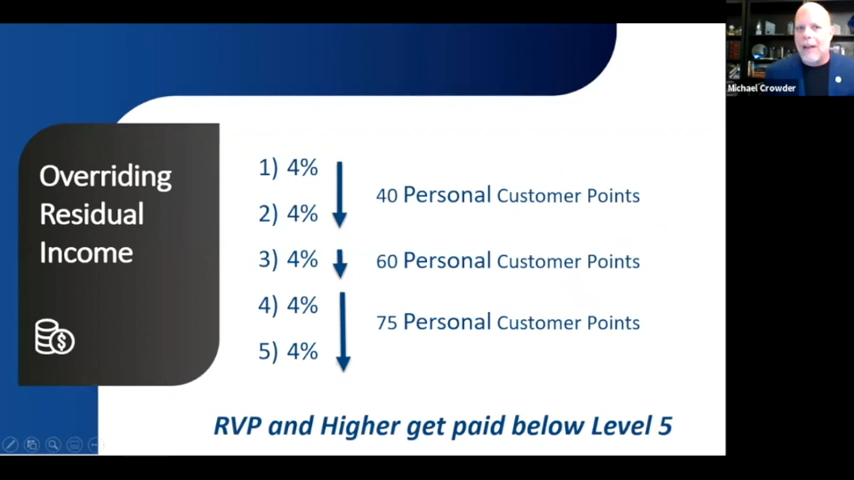 Michael Crowder
Overriding
Residual
Income
1) 4%
2) 4%
40 Personal Customer Points
3) 4%
60 Personal Customer Points
4) 4%
5) 4%
75 Personal Customer Points
RVP and Higher get paid below Level 5